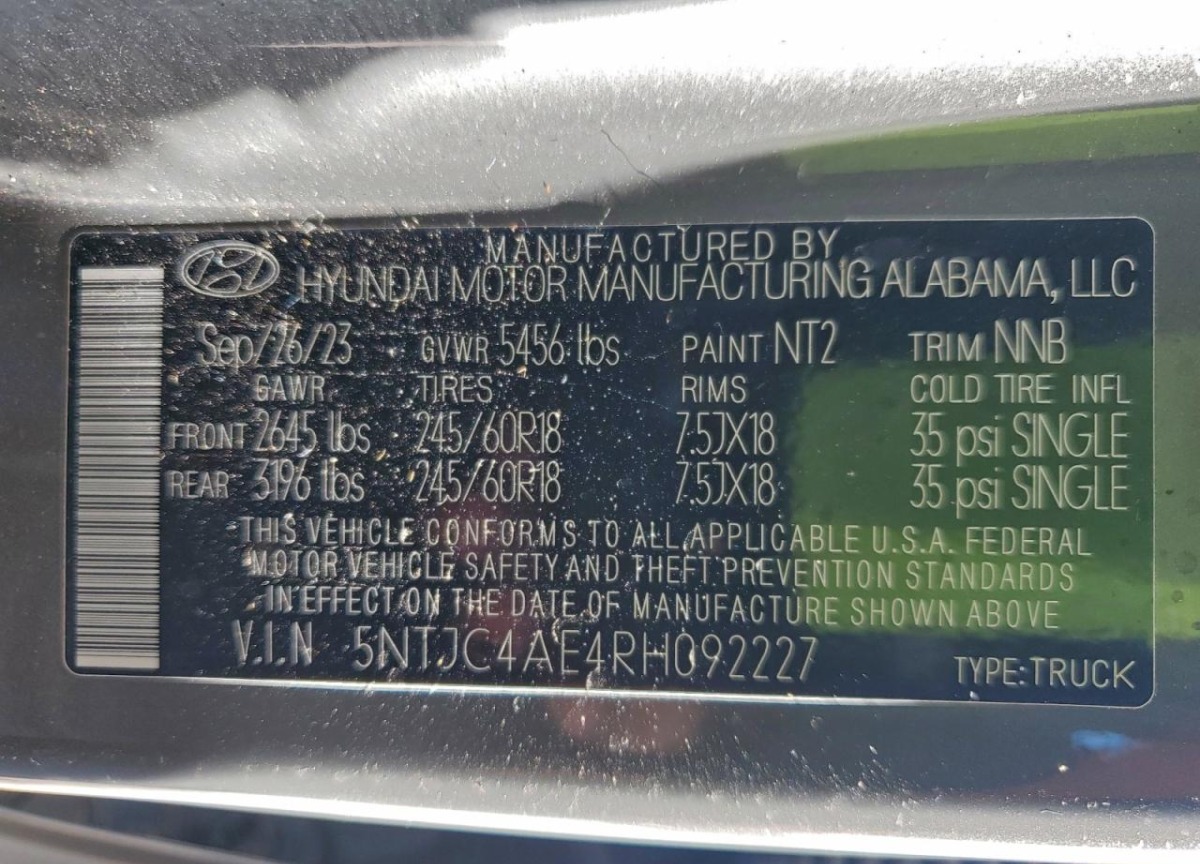 MANUFACTURED BY
HYUNDAI MOTOR MANUFACTURING ALABAMA, LLC
Sep/26/23 GVWR 5456 lbs PAINT NT2 TRIM NNB
GAWR TIRES RIMS COLD TIRE INFL
FRONT 2645 lbs 245/60R18 7.5JX18 35 psi SINGLE
REAR 3196 lbs 245/60R18 7.5JX18 35 psi SINGLE
THIS VEHICLE CONFORMS TO ALL APPLICABLE U.S.A. FEDERAL
MOTOR VEHICLE SAFETY AND THEFT PREVENTION STANDARDS
IN EFFECT ON THE DATE OF MANUFACTURE SHOWN ABOVE
V.I.N 5NTJC4AE4RH092227 TYPE:TRUCK